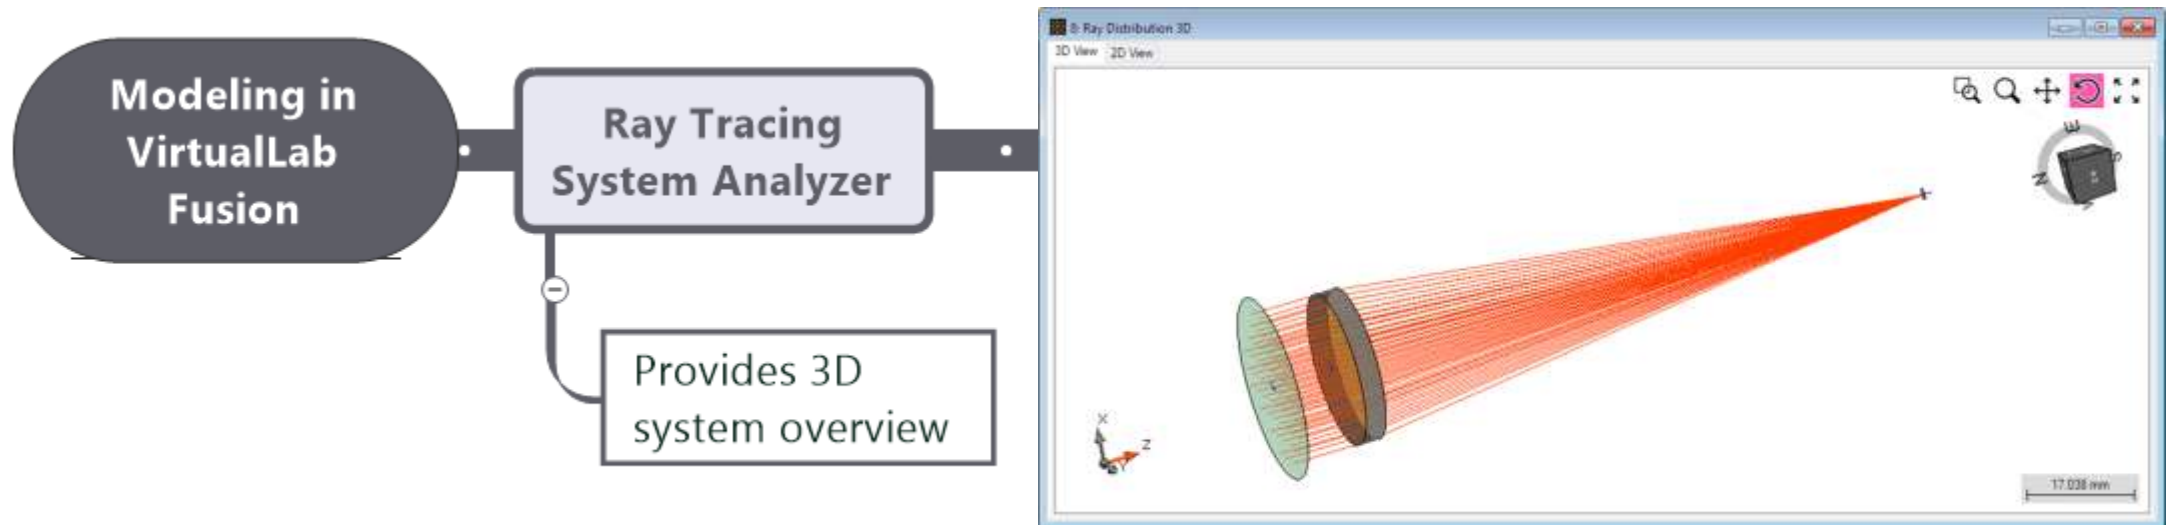 Modeling in
VirtualLab
Fusion
Ray Tracing
System Analyzer
Provides 3D
system overview
Ray Distribution 3D
3D View 2D View
E
N
S
X
Z
Y
17.038 mm